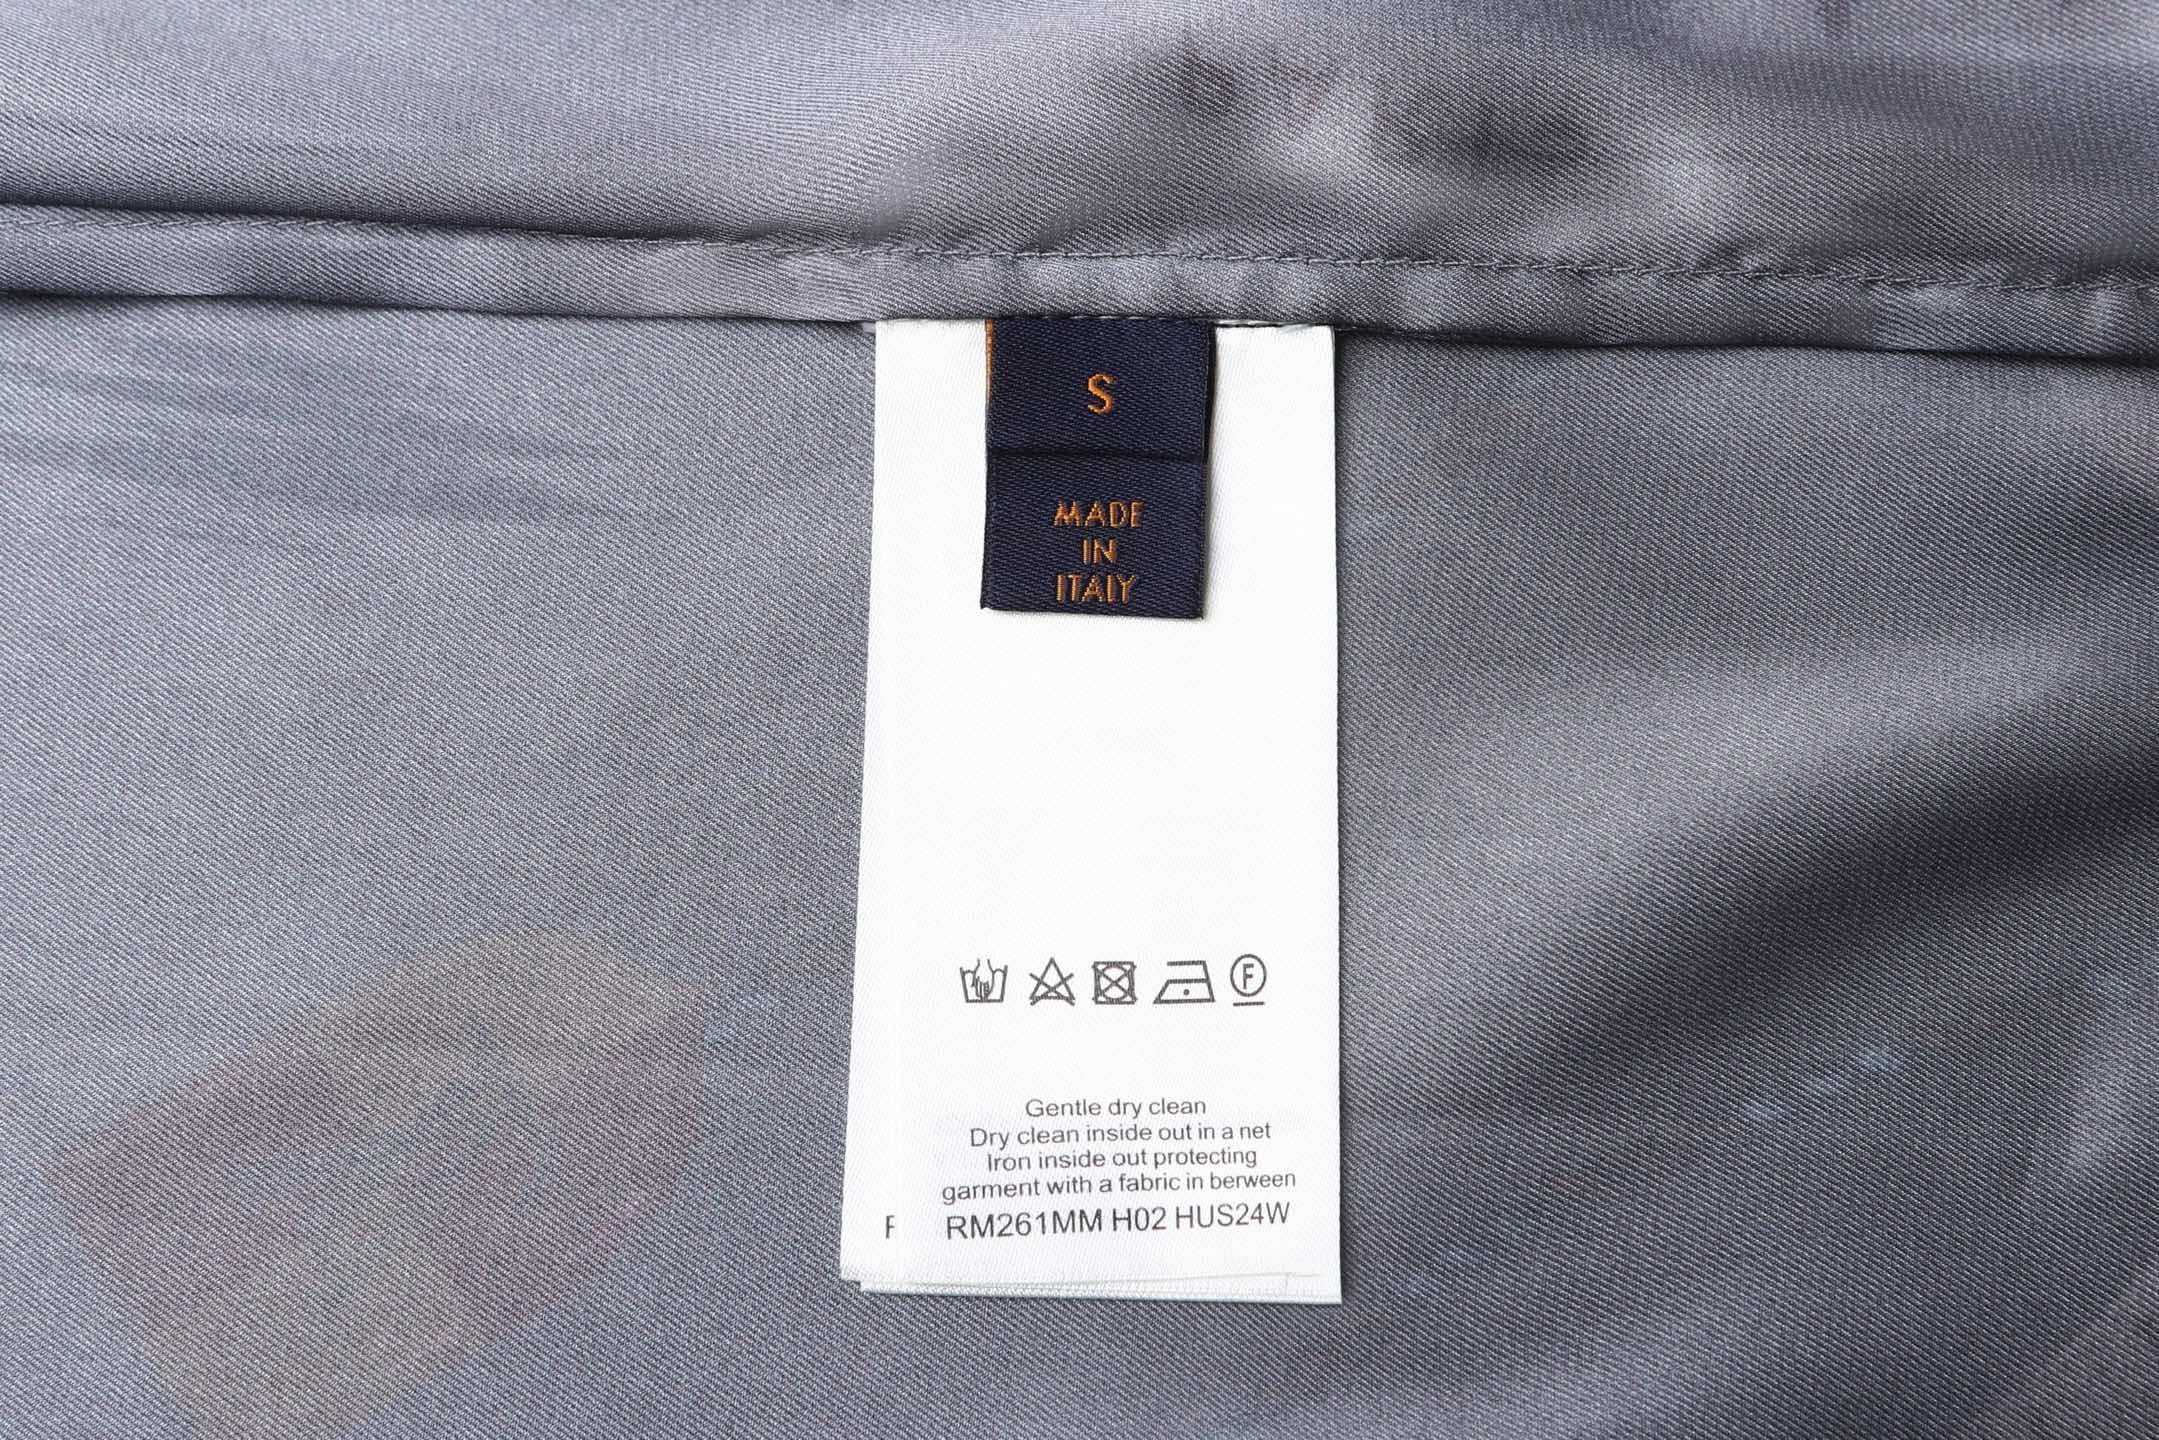 S
MADE
IN
ITALY
F
Gentle dry clean
Dry clean inside out in a net
Iron inside out protecting
garment with a fabric in berween
F RM261MM H02 HUS24W